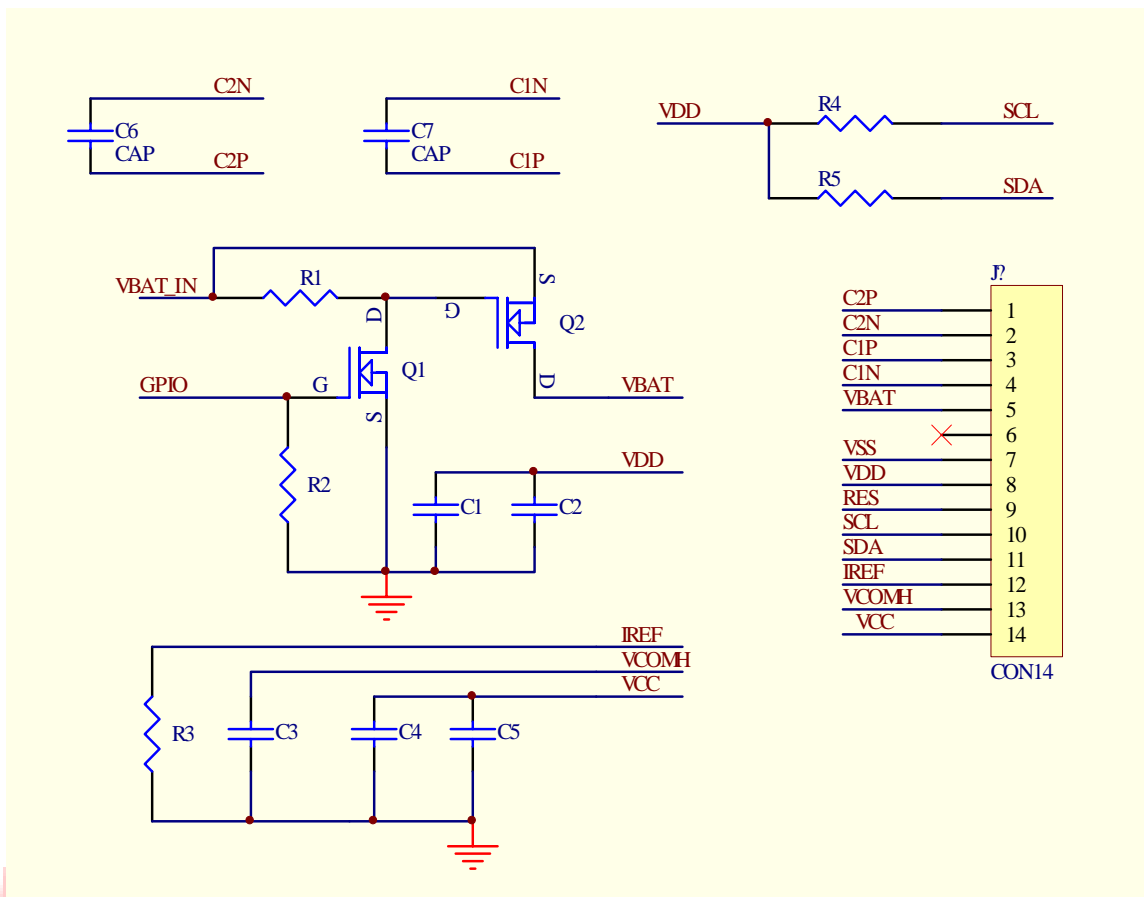 C2N
C6
CAP
C2P
C1N
C7
CAP
C1P
VDD
R4
SCL
R5
SDA
VBAT_IN
R1
D
G
S
Q2
D
VBAT
GPIO
G
Q1
S
R2
VDD
C1
C2
IREF
VCOMH
VCC
R3
C3
C4
C5
J?
C2P 1
C2N 2
C1P 3
C1N 4
VBAT 5
6
VSS 7
VDD 8
RES 9
SCL 10
SDA 11
IREF 12
VCOMH 13
VCC 14
CON14